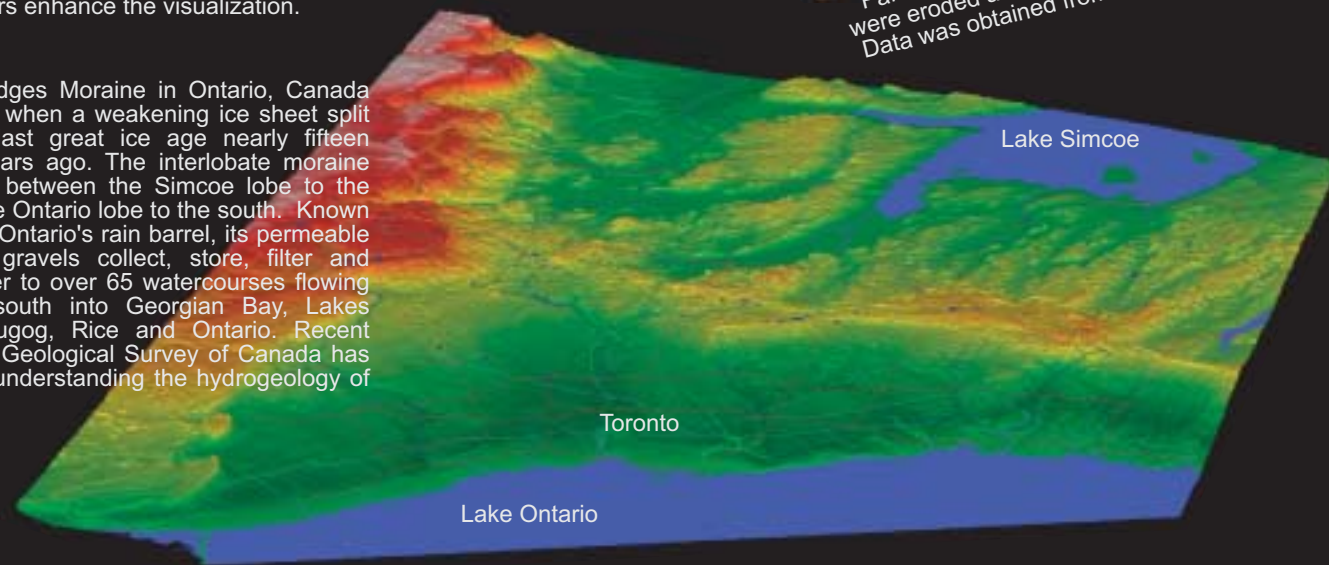 rs enhance the visualization.
were eroded
Data was obtained from
dges Moraine in Ontario, Canada
when a weakening ice sheet split
ast great ice age nearly fifteen
ars ago. The interlobate moraine
between the Simcoe lobe to the
e Ontario lobe to the south. Known
Ontario's rain barrel, its permeable
gravels collect, store, filter and
er to over 65 watercourses flowing
south into Georgian Bay, Lakes
ugog, Rice and Ontario. Recent
Geological Survey of Canada has
understanding the hydrogeology of
Lake Simcoe
Toronto
Lake Ontario